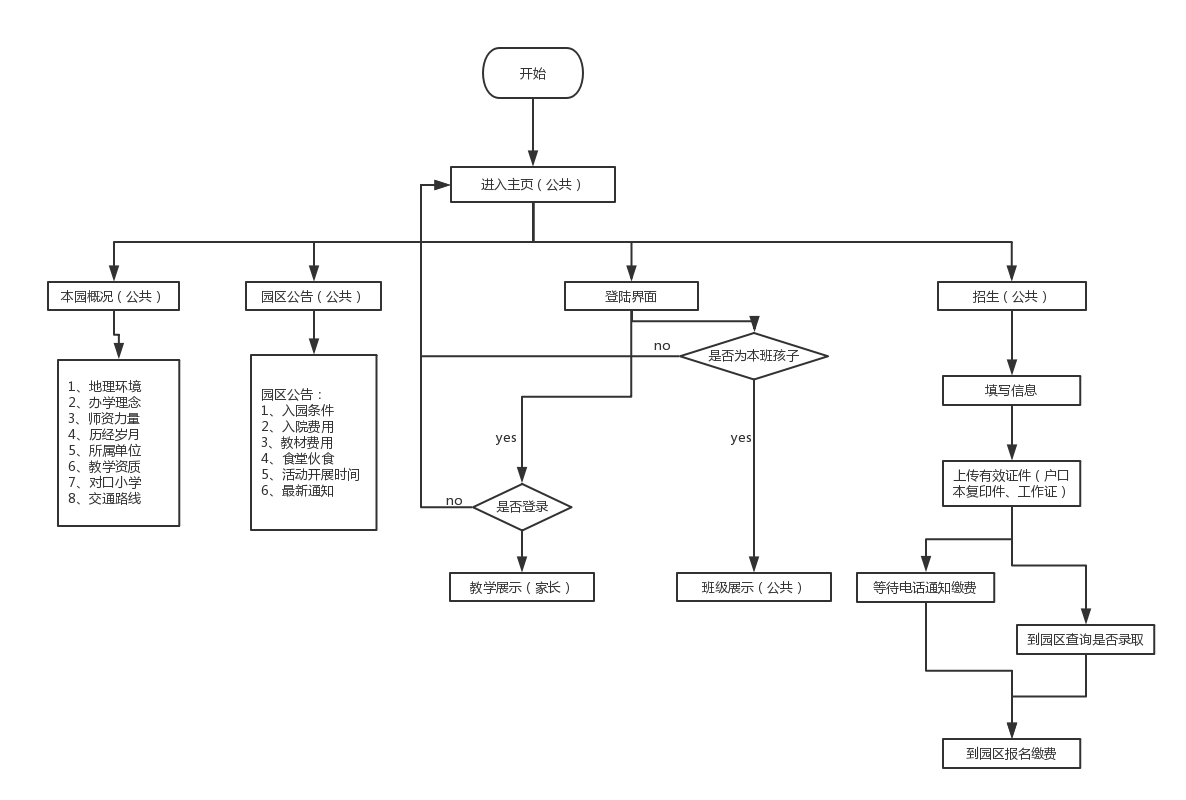 开始
进入主页（公共）
本园概况（公共）
园区公告（公共）
登陆界面
招生（公共）
no
是否为本班孩子
1、地理环境
2、办学理念
3、师资力量
4、历经岁月
5、所属单位
6、教学资质
7、对口小学
8、交通路线
园区公告：
1、入园条件
2、入院费用
3、教材费用
4、食堂伙食
5、活动开展时间
6、最新通知
填写信息
yes
yes
上传有效证件（户口
本复印件、工作证）
no
是否登录
教学展示（家长）
班级展示（公共）
等待电话通知缴费
到园区查询是否录取
到园区报名缴费